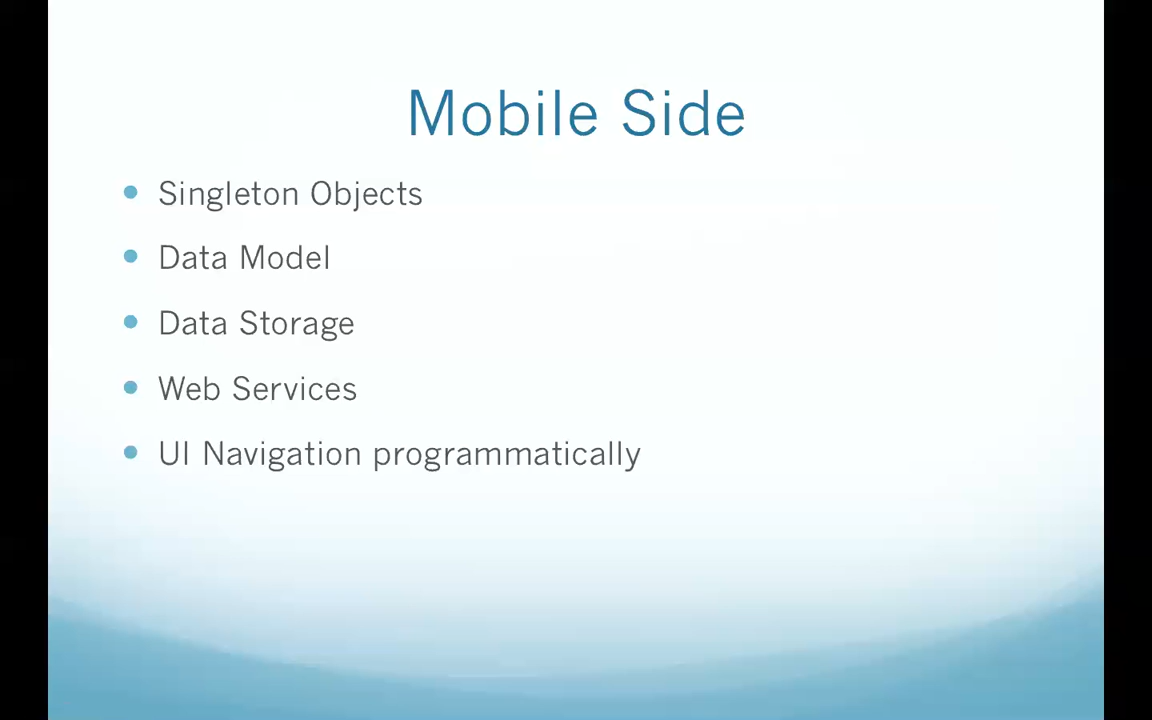 Mobile Side
Singleton Objects
Data Model
Data Storage
Web Services
UI Navigation programmatically